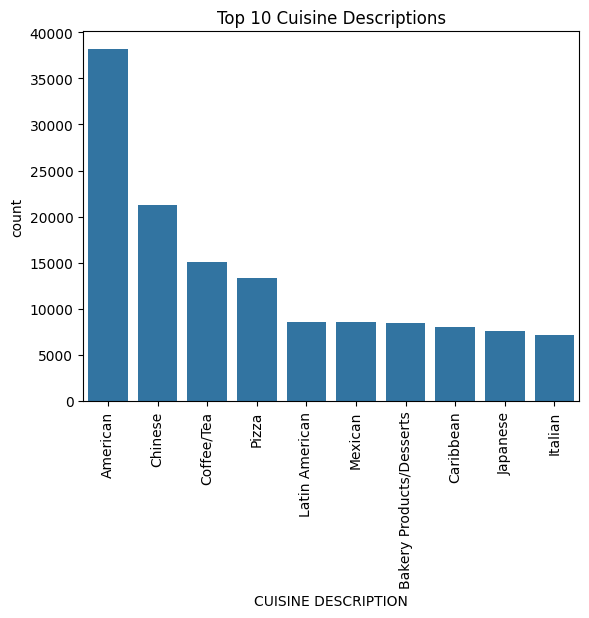 Top 10 Cuisine Descriptions
40000
35000
30000
25000
20000
15000
10000
5000
0
count
American
Chinese
Coffee/Tea
Pizza
Latin American
Mexican
Bakery Products/Desserts
Caribbean
Japanese
Italian
CUISINE DESCRIPTION